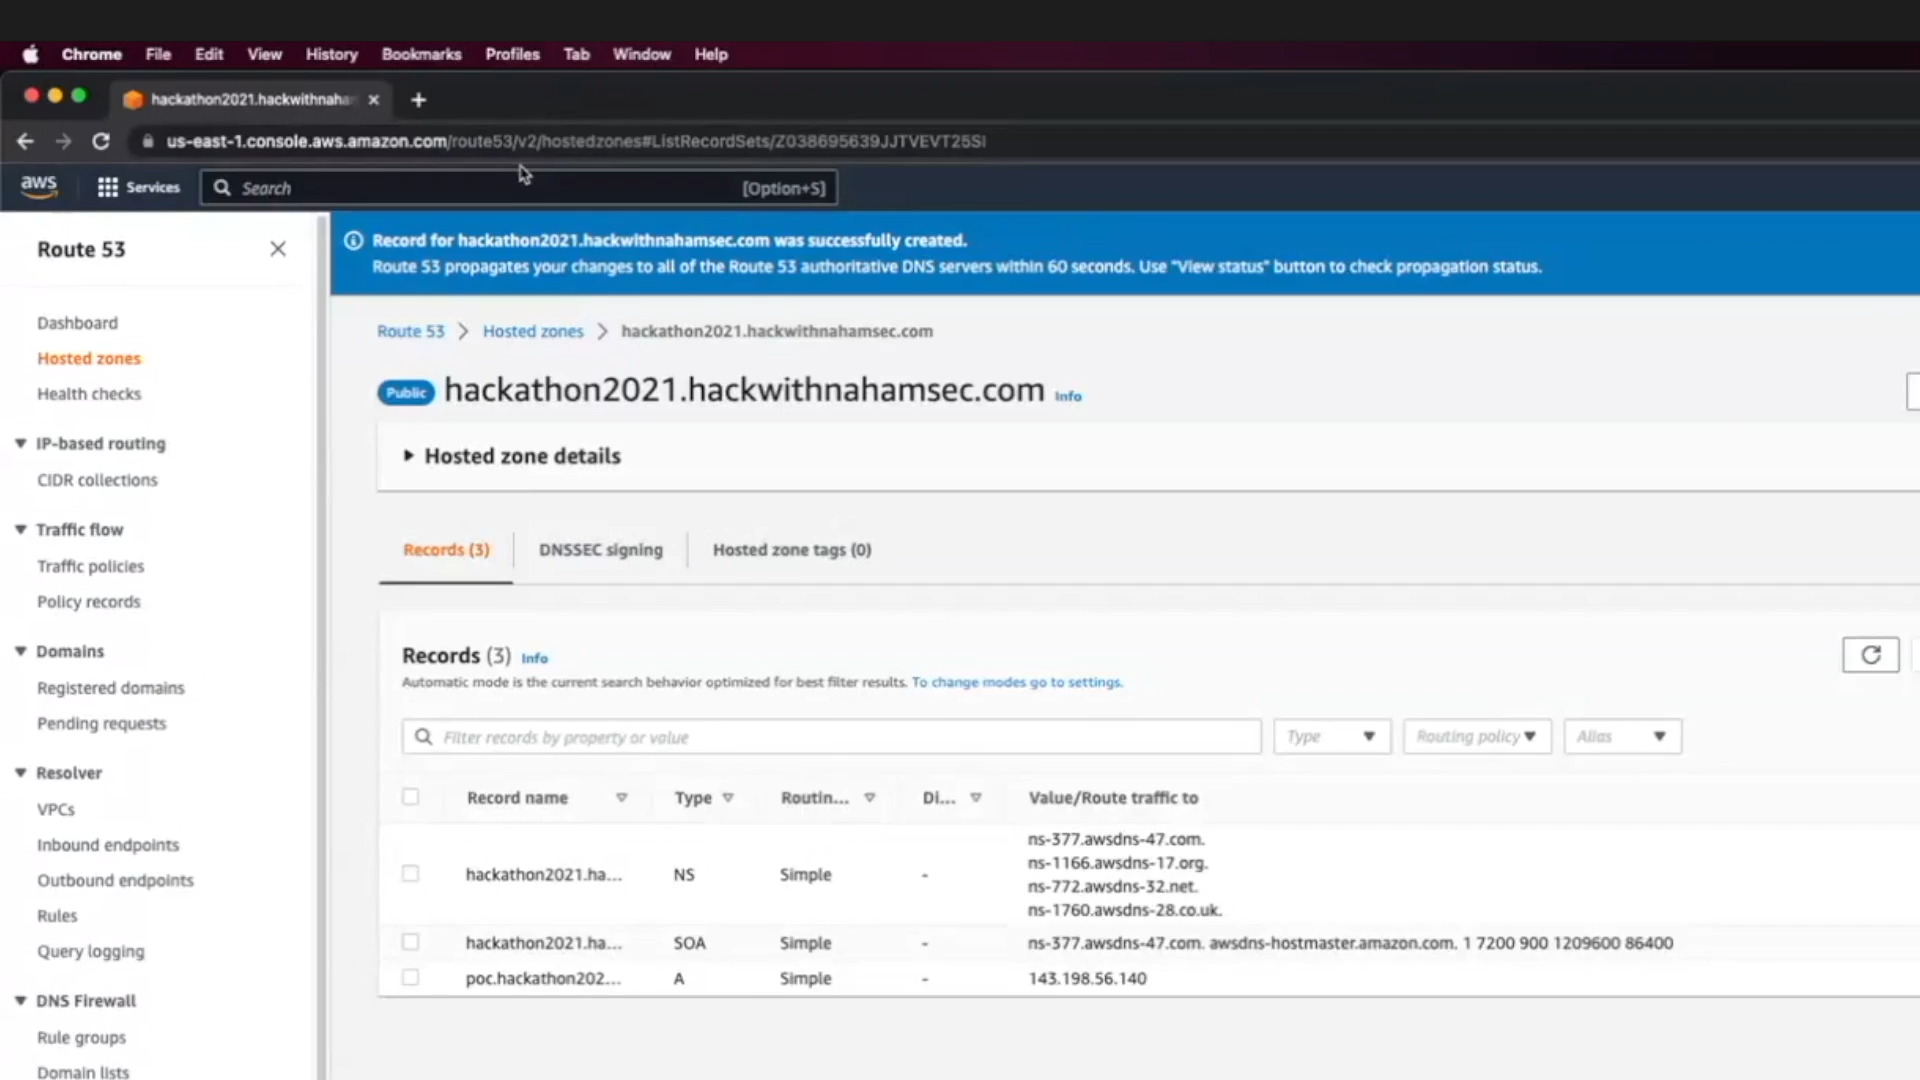 Chrome File Edit View History Bookmarks Profiles Tab Window Help
hackathon2021.hackwithnaha
us-east-1.console.aws.amazon.com/route53/v2/hostedzones#ListRecordSets/Z038695639JJTVEVT25SI
aws Services Search [Option+S]
Route 53
Dashboard
Hosted zones
Health checks
IP-based routing
CIDR collections
Traffic flow
Traffic policies
Policy records
Domains
Registered domains
Pending requests
Resolver
VPCs
Inbound endpoints
Outbound endpoints
Rules
Query logging
DNS Firewall
Rule groups
Domain lists
Record for hackathon2021.hackwithnahamsec.com was successfully created.
Route 53 propagates your changes to all of the Route 53 authoritative DNS servers within 60 seconds. Use "View status" button to check propagation status.
Route 53 > Hosted zones > hackathon2021.hackwithnahamsec.com
Public hackathon2021.hackwithnahamsec.com Info
Hosted zone details
Records (3) DNSSEC signing Hosted zone tags (0)
Records (3) Info
Automatic mode is the current search behavior optimized for best filter results. To change modes go to settings.
Filter records by property or value Type Routing policy Alias
Record name Type Routin... Di... Value/Route traffic to
hackathon2021.ha... NS Simple - ns-377.awsdns-47.com.
ns-1166.awsdns-17.org.
ns-772.awsdns-32.net.
ns-1760.awsdns-28.co.uk.
hackathon2021.ha... SOA Simple - ns-377.awsdns-47.com. awsdns-hostmaster.amazon.com. 1 7200 900 1209600 86400
poc.hackathon202... A Simple - 143.198.56.140